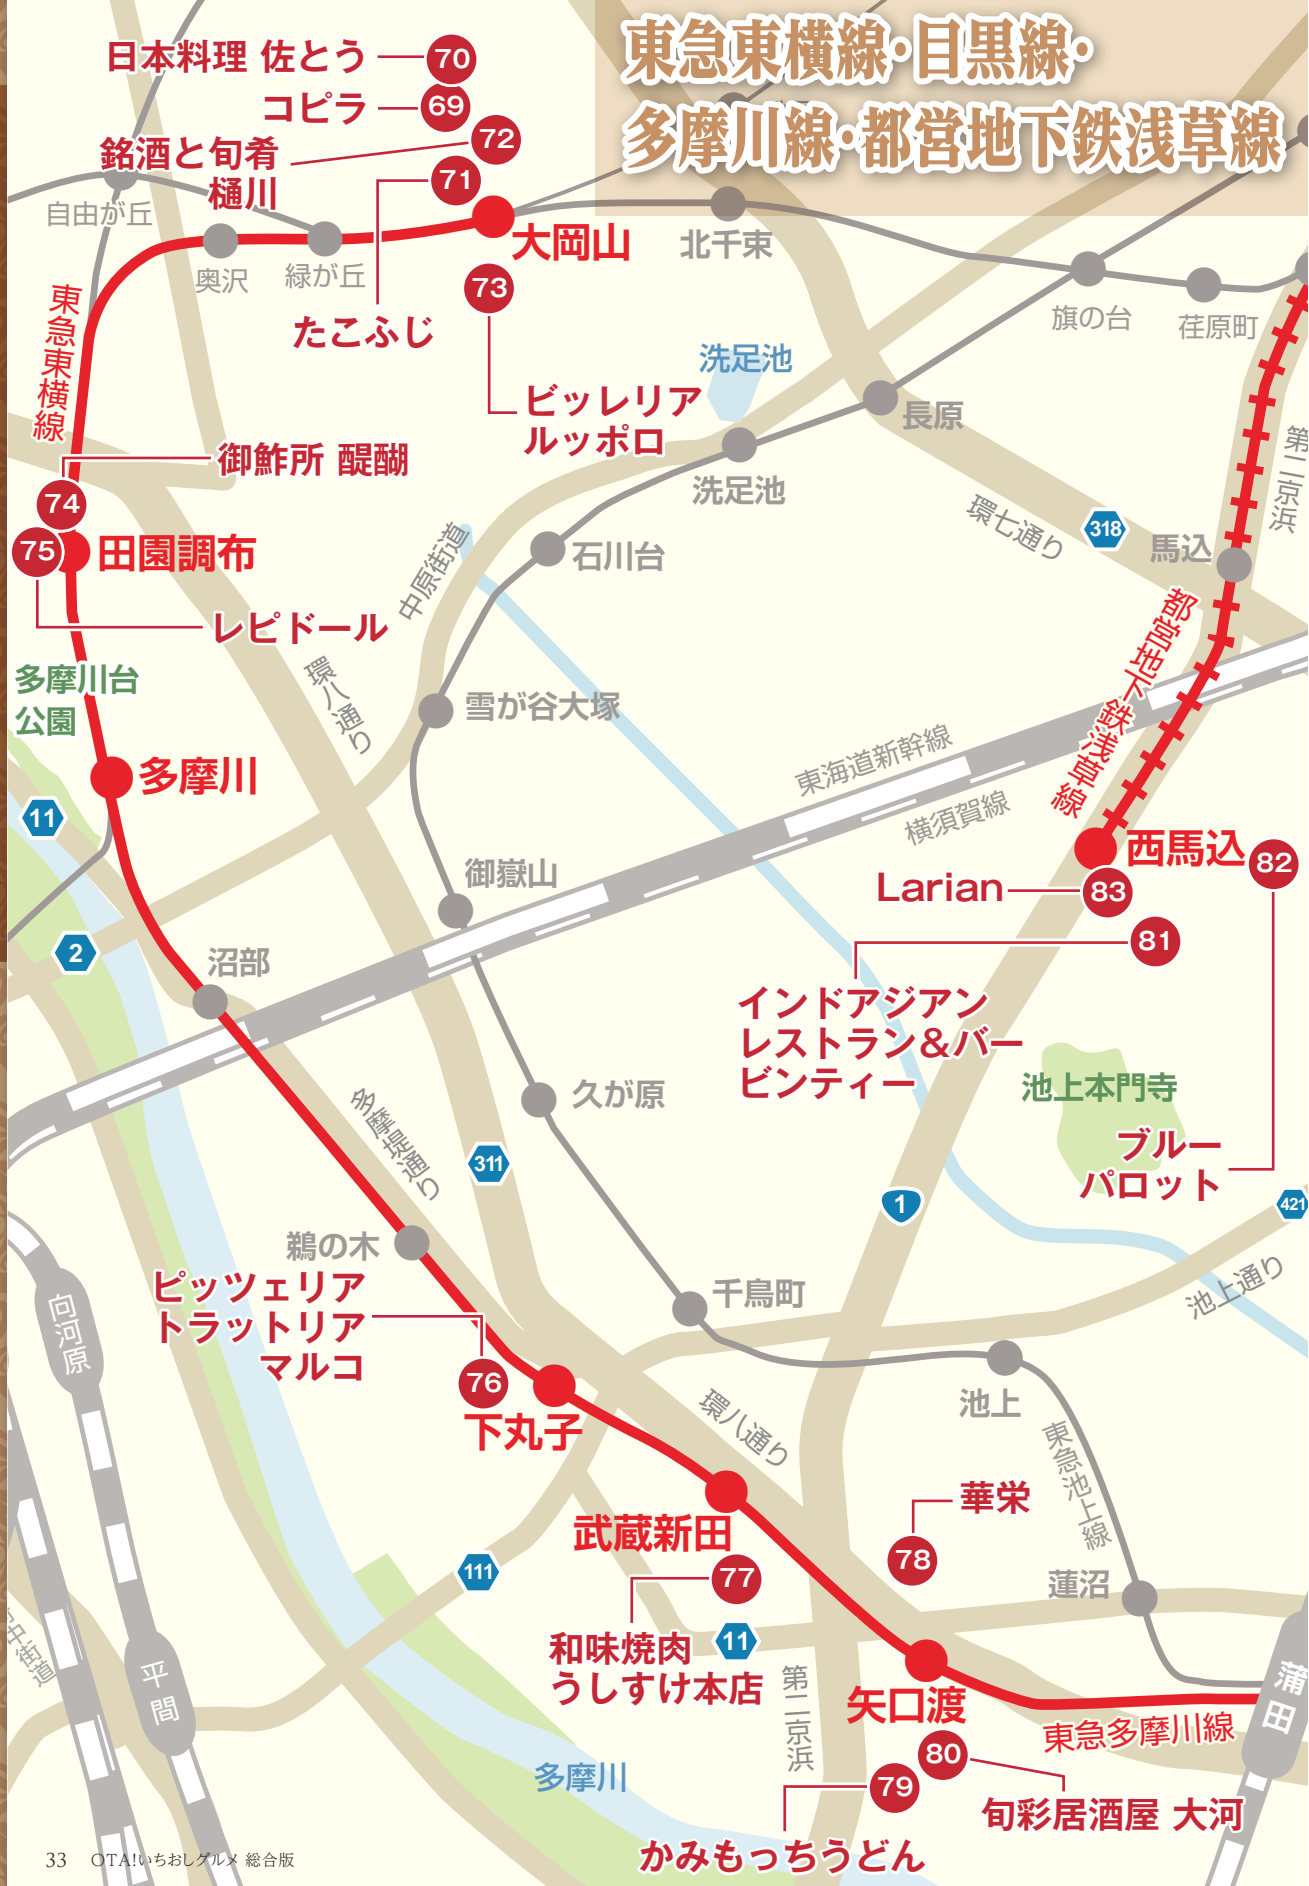 東急東横線・目黒線・
多摩川線・都営地下鉄浅草線
日本料理 佐とう
70
コピラ
69
銘酒と旬肴
樋川
72
71
自由が丘
奥沢
緑が丘
大岡山
北千束
旗の台
荏原町
73
たこふじ
東急東横線
洗足池
ビッレリア
ルッポロ
長原
洗足池
第二京浜
御鮓所 醍醐
74
75
田園調布
レピドール
中原街道
石川台
環七通り
318
馬込
都営地下鉄浅草線
多摩川台
公園
環八通り
雪が谷大塚
多摩川
東海道新幹線
横須賀線
11
御嶽山
西馬込
82
Larian
83
81
2
沼部
インドアジアン
レストラン&バー
ビンティー
久が原
池上本門寺
多摩堤通り
311
ブルー
パロット
1
421
鵜の木
池上通り
向河原
ピッツェリア
トラットリア
マルコ
千鳥町
76
下丸子
池上
環八通り
東急池上線
武蔵新田
華栄
78
111
77
蓮沼
和味焼肉
うしすけ本店
11
平間
第二京浜
矢口渡
蒲田
東急多摩川線
80
79
多摩川
旬彩居酒屋 大河
かみもっちうどん
33 OTA!いちおしグルメ 総合版